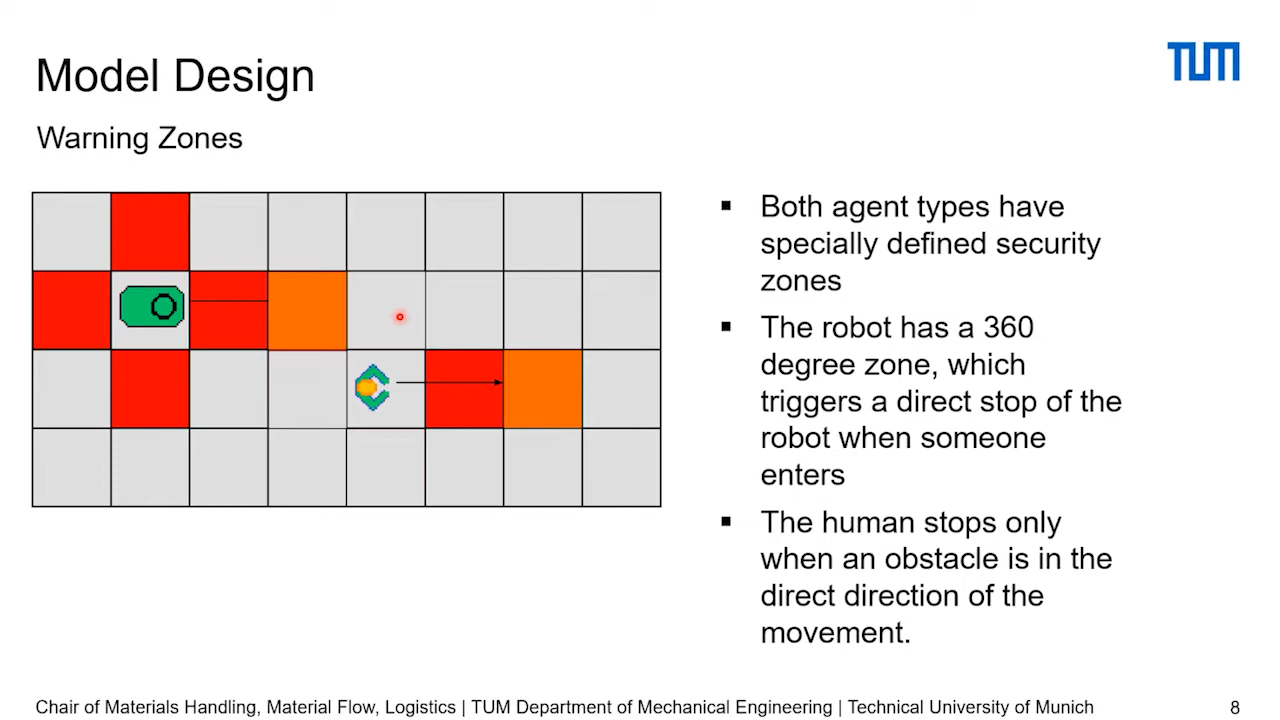 Model Design
TUM
Warning Zones
▪ Both agent types have
specially defined security
zones
▪ The robot has a 360
degree zone, which
triggers a direct stop of the
robot when someone
enters
▪ The human stops only
when an obstacle is in the
direct direction of the
movement.
Chair of Materials Handling, Material Flow, Logistics | TUM Department of Mechanical Engineering | Technical University of Munich
8